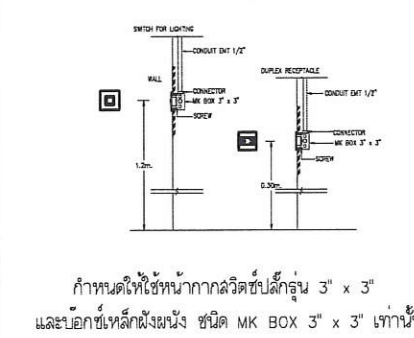 SWITCH FOR LIGHTING
CONDUIT EMT 1/2"
WALL
CONNECTOR
MK BOX 3" x 3"
SCREW
1.2m.
DUPLEX RECEPTACLE
CONDUIT EMT 1/2"
CONNECTOR
MK BOX 3" x 3"
SCREW
0.30m.
กำหนดให้ใช้หน้ากากสวิตช์ปลั๊กรุ่น 3" x 3"
และบ๊อกซ์เหล็กฝังผนัง ชนิด MK BOX 3" x 3" เท่านั้น